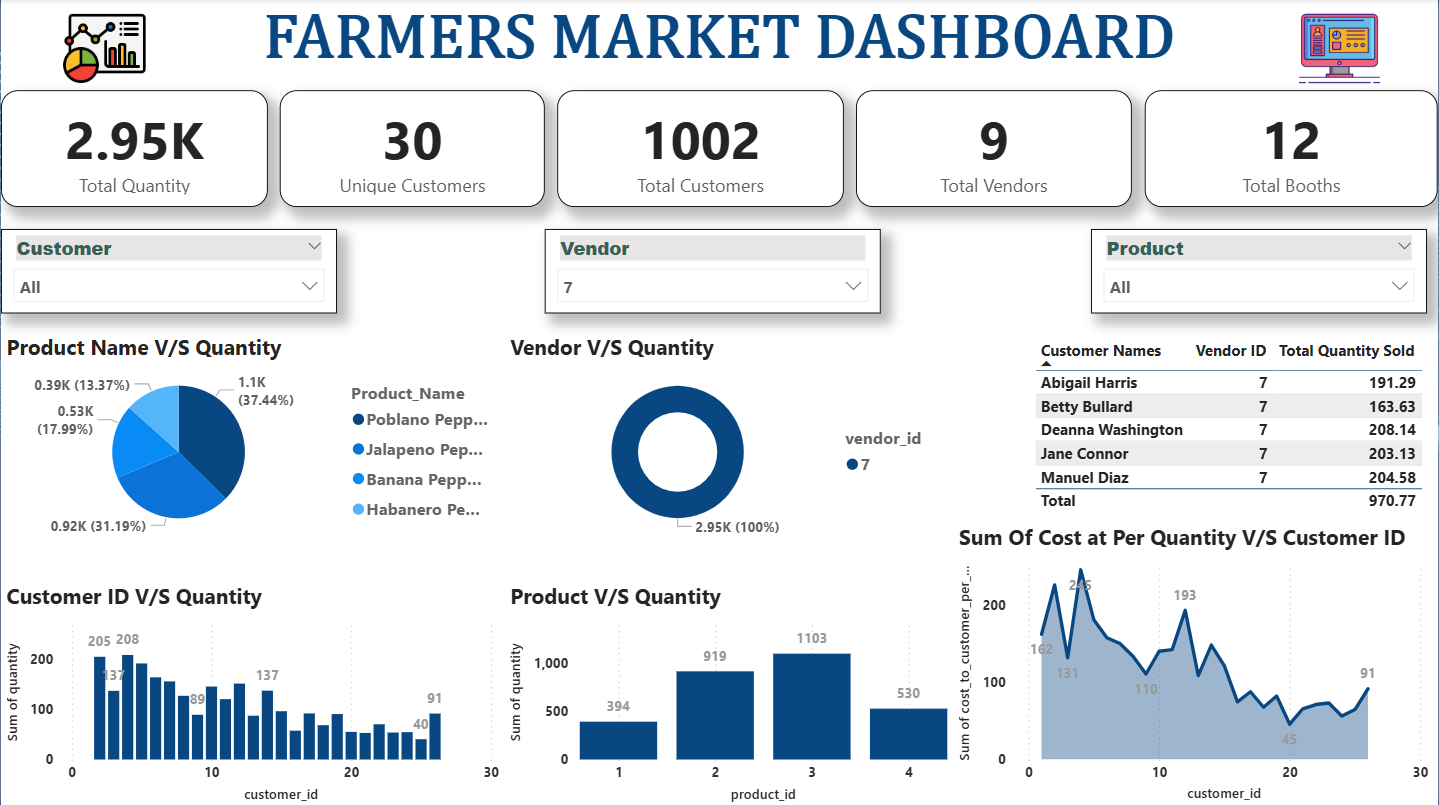 FARMERS MARKET DASHBOARD
2.95K
Total Quantity
30
Unique Customers
1002
Total Customers
9
Total Vendors
12
Total Booths
Customer
All
Vendor
7
Product
All
Product Name V/S Quantity
0.39K (13.37%)
1.1K
(37.44%)
0.53K
(17.99%)
0.92K (31.19%)
Product_Name
Poblano Pepp...
Jalapeno Pep...
Banana Pepp...
Habanero Pe...
Vendor V/S Quantity
2.95K (100%)
vendor_id
7
Customer Names Vendor ID Total Quantity Sold
Abigail Harris 7 191.29
Betty Bullard 7 163.63
Deanna Washington 7 208.14
Jane Connor 7 203.13
Manuel Diaz 7 204.58
Total 970.77
Customer ID V/S Quantity
Sum of quantity
200
100
0
205 208
137
89
137
40
91
0 10 20 30
customer_id
Product V/S Quantity
Sum of quantity
1,000
500
0
394
919
1103
530
1 2 3 4
product_id
Sum Of Cost at Per Quantity V/S Customer ID
Sum of cost_to_customer_per_...
200
100
0
162
245
131
110
193
45
91
0 10 20 30
customer_id